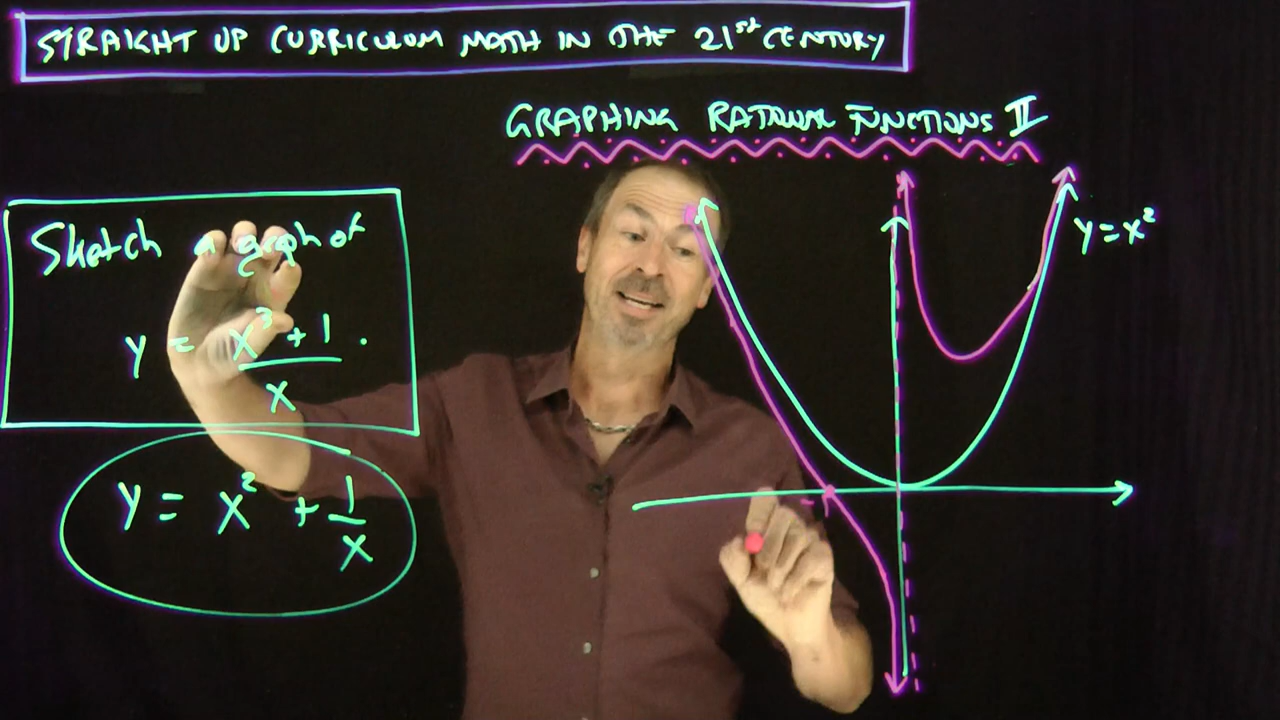 STRAIGHT UP CURRICULUM MATH IN THE 21st CENTURY
GRAPHING RATIONAL FUNCTIONS II
Sketch a graph of
y = x³ + 1 .
x
y = x² + 1
x
y = x²
-1